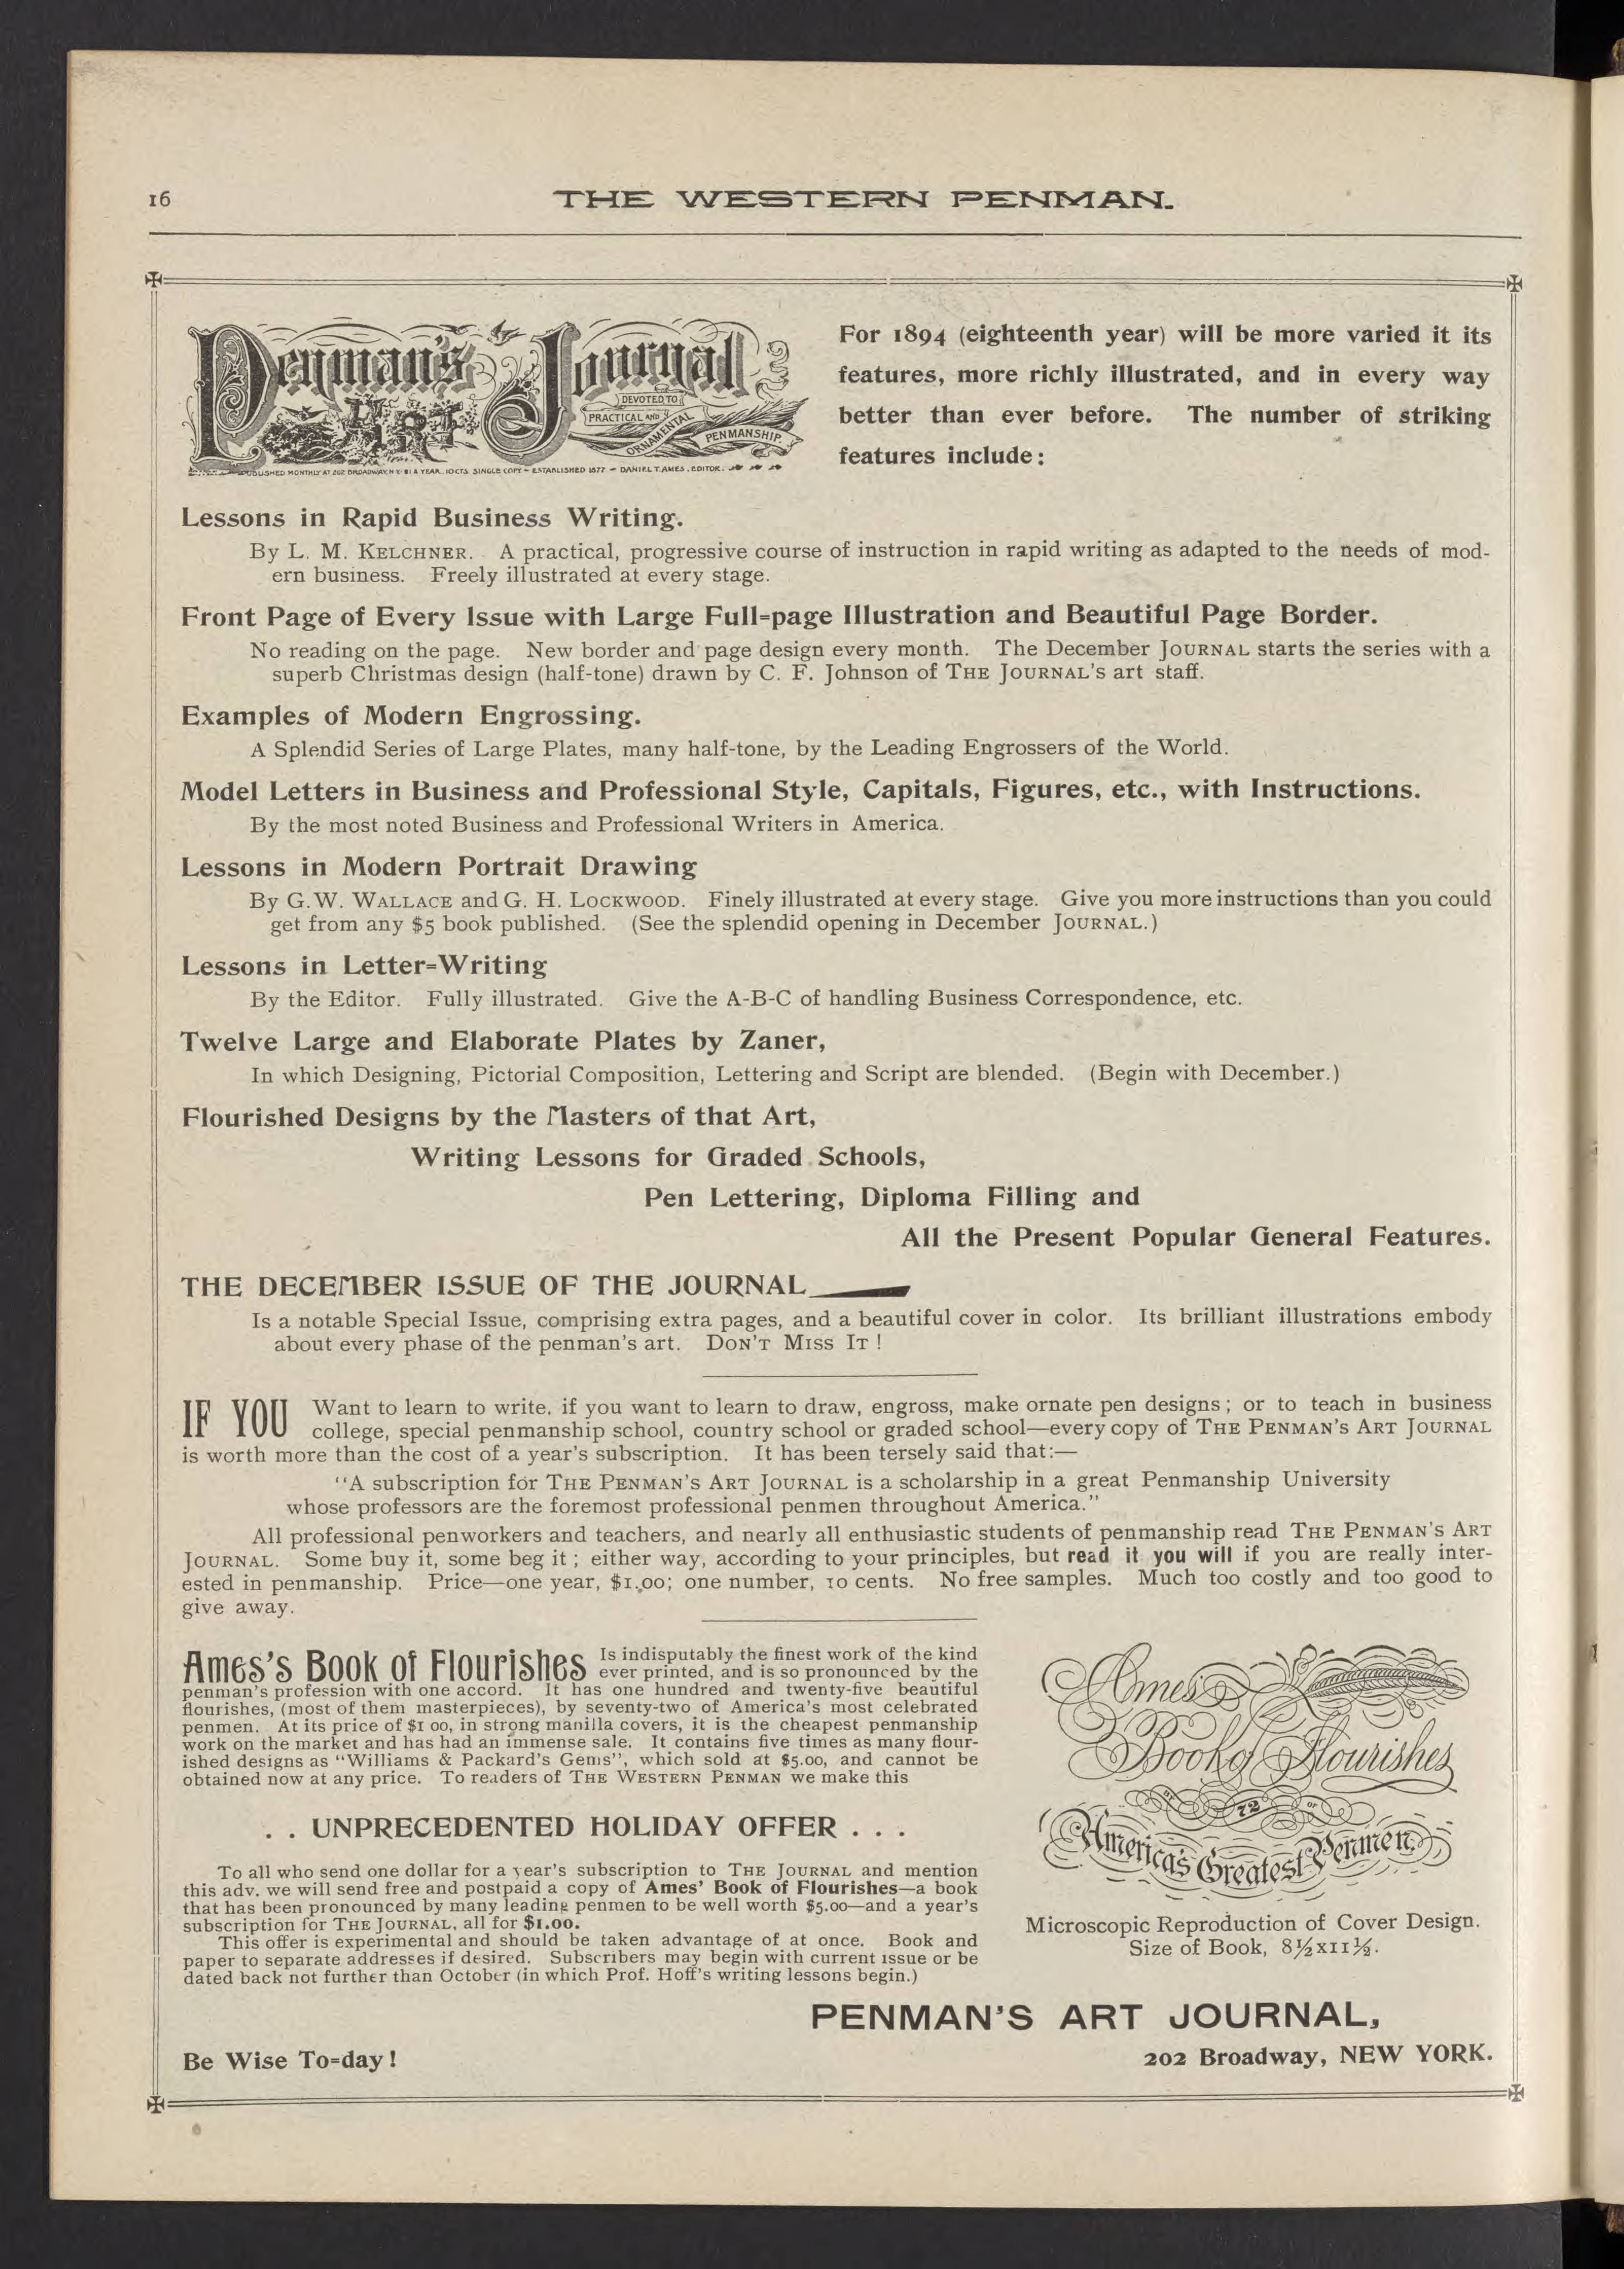 16
THE WESTERN PENMAN.
Penman's Art Journal
DEVOTED TO
PRACTICAL AND
ORNAMENTAL
PENMANSHIP.
PUBLISHED MONTHLY AT 202 BROADWAY, N.Y. $1 A YEAR. 10 CTS. SINGLE COPY – ESTABLISHED 1877 – DANIEL T. AMES, EDITOR.
For 1894 (eighteenth year) will be more varied it its
features, more richly illustrated, and in every way
better than ever before. The number of striking
features include:
Lessons in Rapid Business Writing.
By L. M. KELCHNER. A practical, progressive course of instruction in rapid writing as adapted to the needs of mod-
ern business. Freely illustrated at every stage.
Front Page of Every Issue with Large Full=page Illustration and Beautiful Page Border.
No reading on the page. New border and page design every month. The December JOURNAL starts the series with a
superb Christmas design (half-tone) drawn by C. F. Johnson of THE JOURNAL'S art staff.
Examples of Modern Engrossing.
A Splendid Series of Large Plates, many half-tone, by the Leading Engrossers of the World.
Model Letters in Business and Professional Style, Capitals, Figures, etc., with Instructions.
By the most noted Business and Professional Writers in America.
Lessons in Modern Portrait Drawing
By G. W. WALLACE and G. H. LOCKWOOD. Finely illustrated at every stage. Give you more instructions than you could
get from any $5 book published. (See the splendid opening in December JOURNAL.)
Lessons in Letter=Writing
By the Editor. Fully illustrated. Give the A-B-C of handling Business Correspondence, etc.
Twelve Large and Elaborate Plates by Zaner,
In which Designing, Pictorial Composition, Lettering and Script are blended. (Begin with December.)
Flourished Designs by the Masters of that Art,
Writing Lessons for Graded Schools,
Pen Lettering, Diploma Filling and
All the Present Popular General Features.
THE DECEMBER ISSUE OF THE JOURNAL
Is a notable Special Issue, comprising extra pages, and a beautiful cover in color. Its brilliant illustrations embody
about every phase of the penman's art. DON'T MISS IT!
IF YOU Want to learn to write, if you want to learn to draw, engross, make ornate pen designs; or to teach in business
college, special penmanship school, country school or graded school—every copy of THE PENMAN'S ART JOURNAL
is worth more than the cost of a year's subscription. It has been tersely said that:—
"A subscription for THE PENMAN'S ART JOURNAL is a scholarship in a great Penmanship University
whose professors are the foremost professional penmen throughout America."
All professional penworkers and teachers, and nearly all enthusiastic students of penmanship read THE PENMAN'S ART
JOURNAL. Some buy it, some beg it; either way, according to your principles, but read it you will if you are really inter-
ested in penmanship. Price—one year, $1.00; one number, 10 cents. No free samples. Much too costly and too good to
give away.
Ames's Book of Flourishes Is indisputably the finest work of the kind
ever printed, and is so pronounced by the
penman's profession with one accord. It has one hundred and twenty-five beautiful
flourishes, (most of them masterpieces), by seventy-two of America's most celebrated
penmen. At its price of $1 00, in strong manilla covers, it is the cheapest penmanship
work on the market and has had an immense sale. It contains five times as many flour-
ished designs as "Williams & Packard's Gems", which sold at $5.00, and cannot be
obtained now at any price. To readers of THE WESTERN PENMAN we make this
. . UNPRECEDENTED HOLIDAY OFFER . . .
To all who send one dollar for a year's subscription to THE JOURNAL and mention
this adv. we will send free and postpaid a copy of Ames' Book of Flourishes—a book
that has been pronounced by many leading penmen to be well worth $5.00—and a year's
subscription for THE JOURNAL, all for $1.00.
This offer is experimental and should be taken advantage of at once. Book and
paper to separate addresses if desired. Subscribers may begin with current issue or be
dated back not further than October (in which Prof. Hoff's writing lessons begin.)
Ames'
Book of Flourishes
BY 72 OF
America's Greatest Penmen.
Microscopic Reproduction of Cover Design.
Size of Book, 8½x11½.
PENMAN'S ART JOURNAL,
Be Wise To=day!
202 Broadway, NEW YORK.